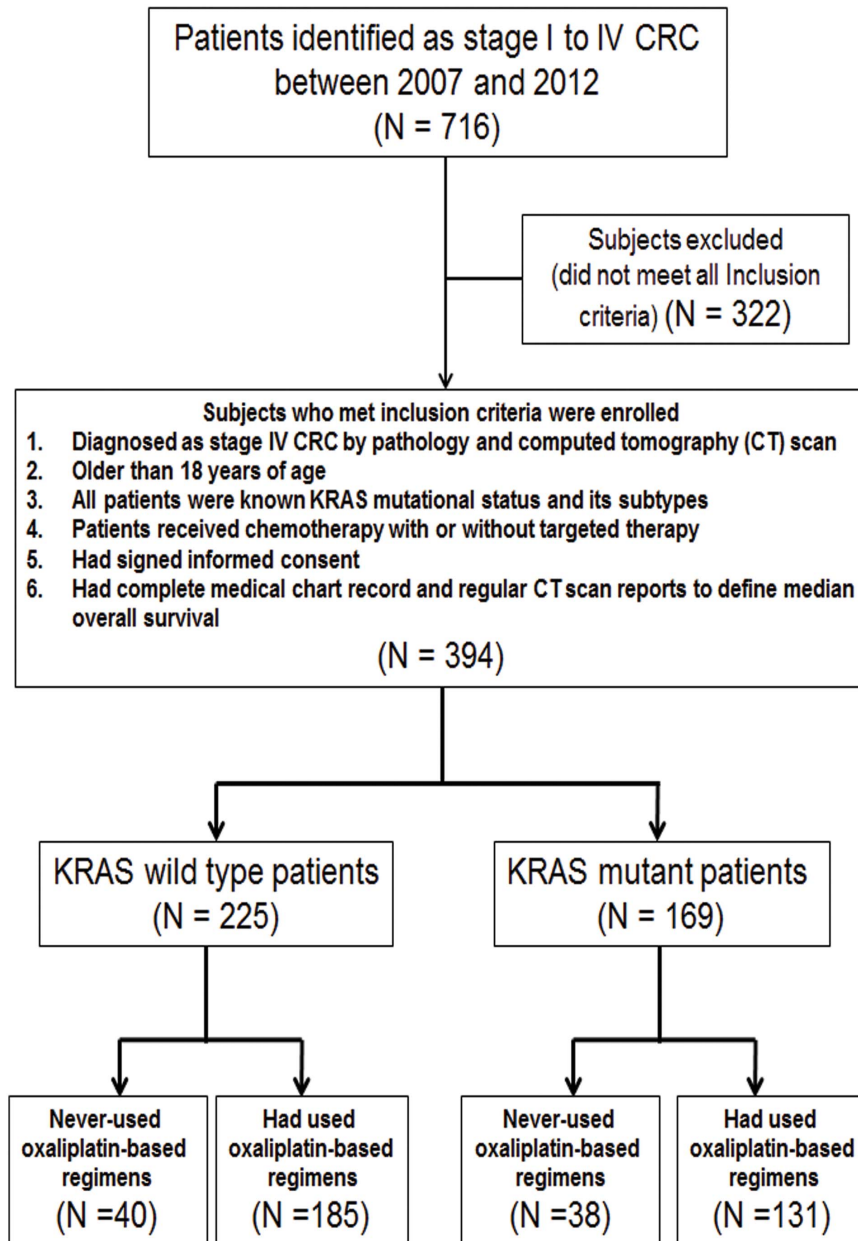 Patients identified as stage I to IV CRC
between 2007 and 2012
(N = 716)
Subjects excluded
(did not meet all Inclusion
criteria) (N = 322)
Subjects who met inclusion criteria were enrolled
1. Diagnosed as stage IV CRC by pathology and computed tomography (CT) scan
2. Older than 18 years of age
3. All patients were known KRAS mutational status and its subtypes
4. Patients received chemotherapy with or without targeted therapy
5. Had signed informed consent
6. Had complete medical chart record and regular CT scan reports to define median
overall survival
(N = 394)
KRAS wild type patients
(N = 225)
KRAS mutant patients
(N = 169)
Never-used
oxaliplatin-based
regimens
(N =40)
Had used
oxaliplatin-based
regimens
(N =185)
Never-used
oxaliplatin-based
regimens
(N =38)
Had used
oxaliplatin-based
regimens
(N =131)